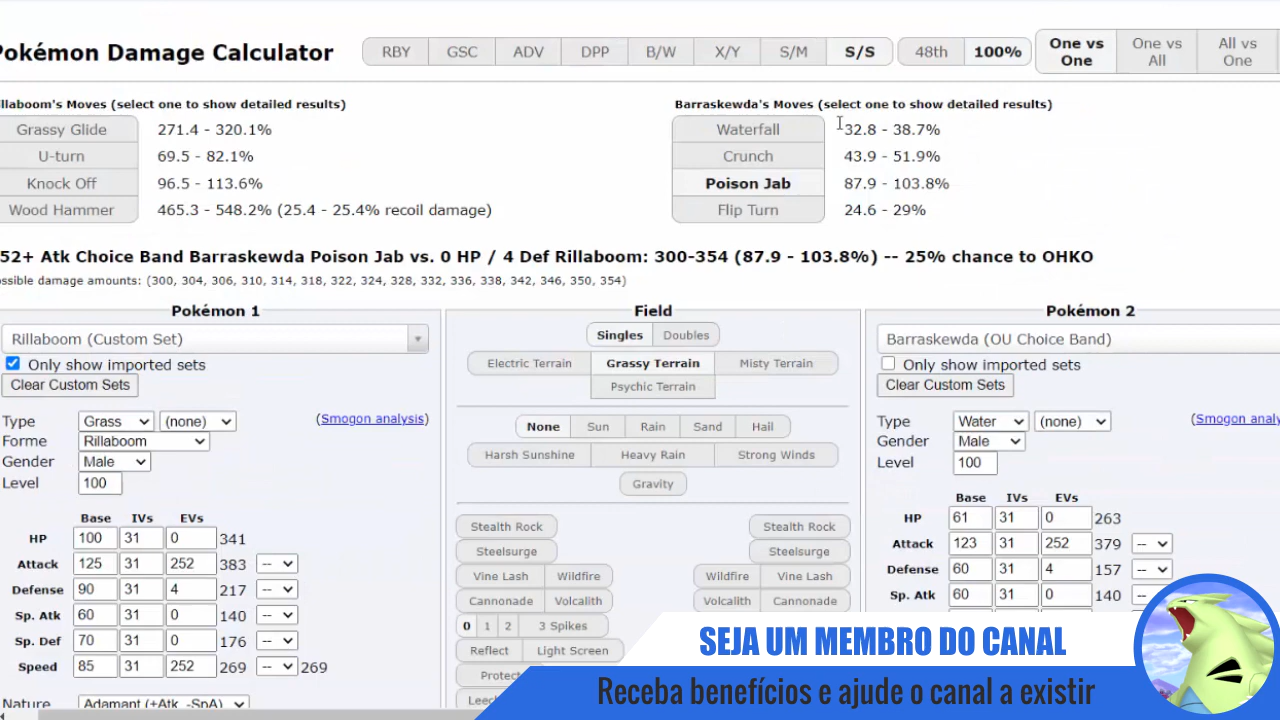 Pokémon Damage Calculator
RBY GSC ADV DPP B/W X/Y S/M S/S 48th 100% One vs One One vs All All vs One
illaboom's Moves (select one to show detailed results)
Grassy Glide 271.4 - 320.1%
U-turn 69.5 - 82.1%
Knock Off 96.5 - 113.6%
Wood Hammer 465.3 - 548.2% (25.4 - 25.4% recoil damage)
Barraskewda's Moves (select one to show detailed results)
Waterfall 32.8 - 38.7%
Crunch 43.9 - 51.9%
Poison Jab 87.9 - 103.8%
Flip Turn 24.6 - 29%
52+ Atk Choice Band Barraskewda Poison Jab vs. 0 HP / 4 Def Rillaboom: 300-354 (87.9 - 103.8%) -- 25% chance to OHKO
ossible damage amounts: (300, 304, 306, 310, 314, 318, 322, 324, 328, 332, 336, 338, 342, 346, 350, 354)
Pokémon 1
Rillaboom (Custom Set)
Only show imported sets
Clear Custom Sets
Type Grass (none) (Smogon analysis)
Forme Rillaboom
Gender Male
Level 100
Base IVs EVs
HP 100 31 0 341
Attack 125 31 252 383 --
Defense 90 31 4 217 --
Sp. Atk 60 31 0 140 --
Sp. Def 70 31 0 176 --
Speed 85 31 252 269 -- 269
Nature Adamant (+Atk, -SpA)
Field
Singles Doubles
Electric Terrain Grassy Terrain Misty Terrain
Psychic Terrain
None Sun Rain Sand Hail
Harsh Sunshine Heavy Rain Strong Winds
Gravity
Stealth Rock Stealth Rock
Steelsurge Steelsurge
Vine Lash Wildfire Wildfire Vine Lash
Cannonade Volcalith Volcalith Cannonade
0 1 2 3 Spikes
Reflect Light Screen
Protec
Leec
Pokémon 2
Barraskewda (OU Choice Band)
Only show imported sets
Clear Custom Sets
Type Water (none) (Smogon analy
Gender Male
Level 100
Base IVs EVs
HP 61 31 0 263
Attack 123 31 252 379 --
Defense 60 31 4 157 --
Sp. Atk 60 31 0 140 --
SEJA UM MEMBRO DO CANAL
Receba benefícios e ajude o canal a existir